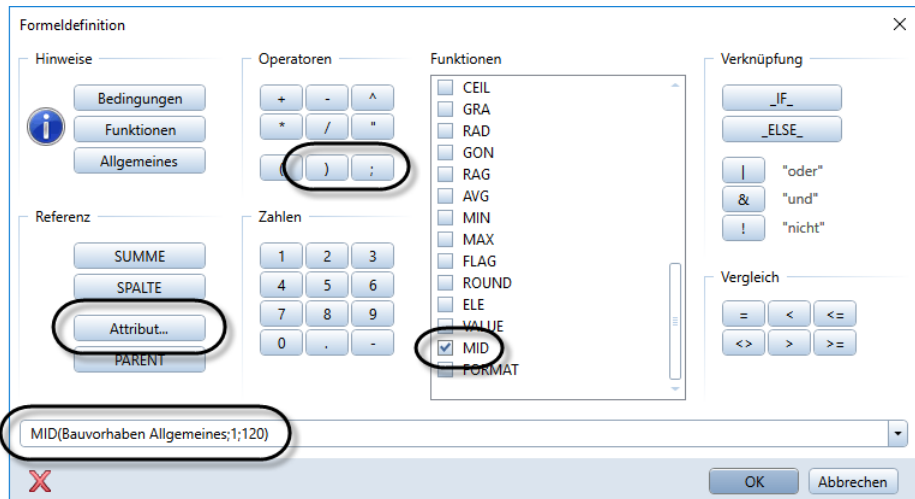 Formeldefinition
Hinweise
Bedingungen
Funktionen
Allgemeines
Operatoren
+ - ^
* / "
( ) ;
Funktionen
CEIL
GRA
RAD
GON
RAG
AVG
MIN
MAX
FLAG
ROUND
ELE
VALUE
MID
FORMAT
Verknüpfung
_IF_
_ELSE_
| "oder"
& "und"
! "nicht"
Referenz
SUMME
SPALTE
Attribut...
PARENT
Zahlen
1 2 3
4 5 6
7 8 9
0 . -
Vergleich
= < <=
<> > >=
MID(Bauvorhaben Allgemeines;1;120)
OK Abbrechen